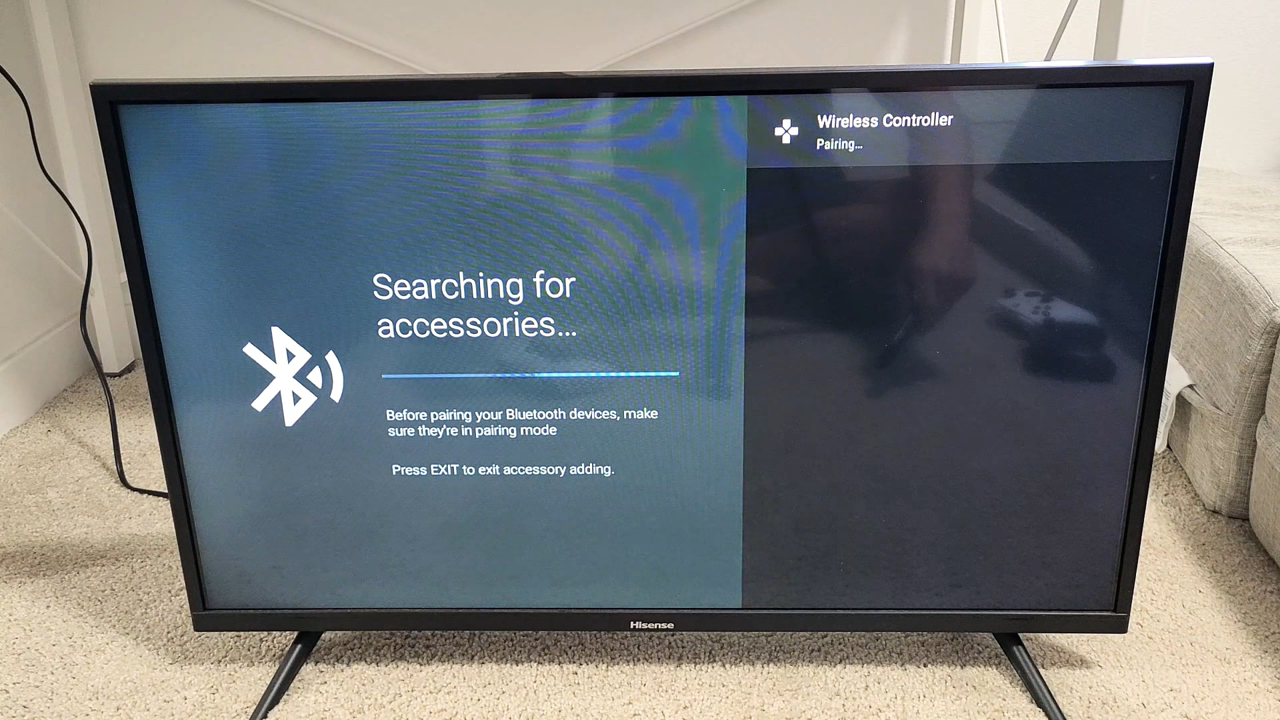 Wireless Controller
Pairing...
Searching for
accessories...
Before pairing your Bluetooth devices, make
sure they're in pairing mode
Press EXIT to exit accessory adding.
Hisense